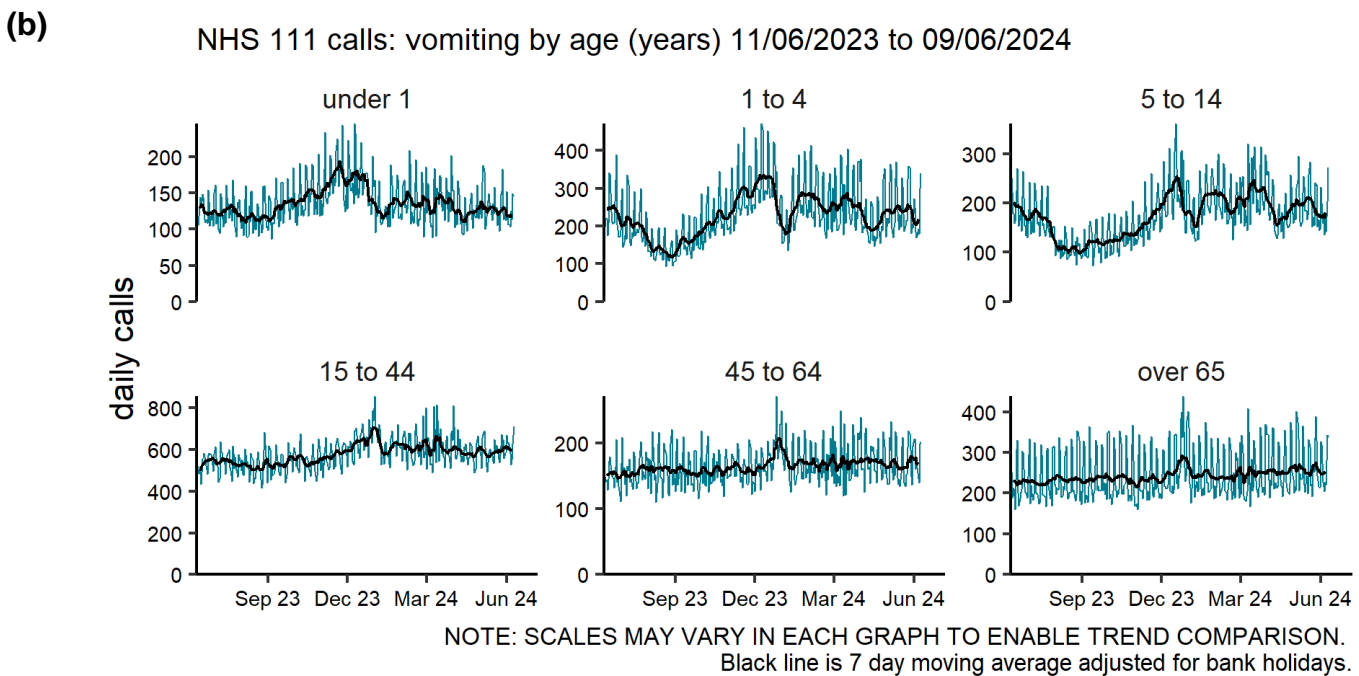 (b)
NHS 111 calls: vomiting by age (years) 11/06/2023 to 09/06/2024
daily calls
under 1
200
150
100
50
0
1 to 4
400
300
200
100
0
5 to 14
300
200
100
0
15 to 44
800
600
400
200
0
Sep 23 Dec 23 Mar 24 Jun 24
45 to 64
200
100
0
Sep 23 Dec 23 Mar 24 Jun 24
over 65
400
300
200
100
0
Sep 23 Dec 23 Mar 24 Jun 24
NOTE: SCALES MAY VARY IN EACH GRAPH TO ENABLE TREND COMPARISON.
Black line is 7 day moving average adjusted for bank holidays.